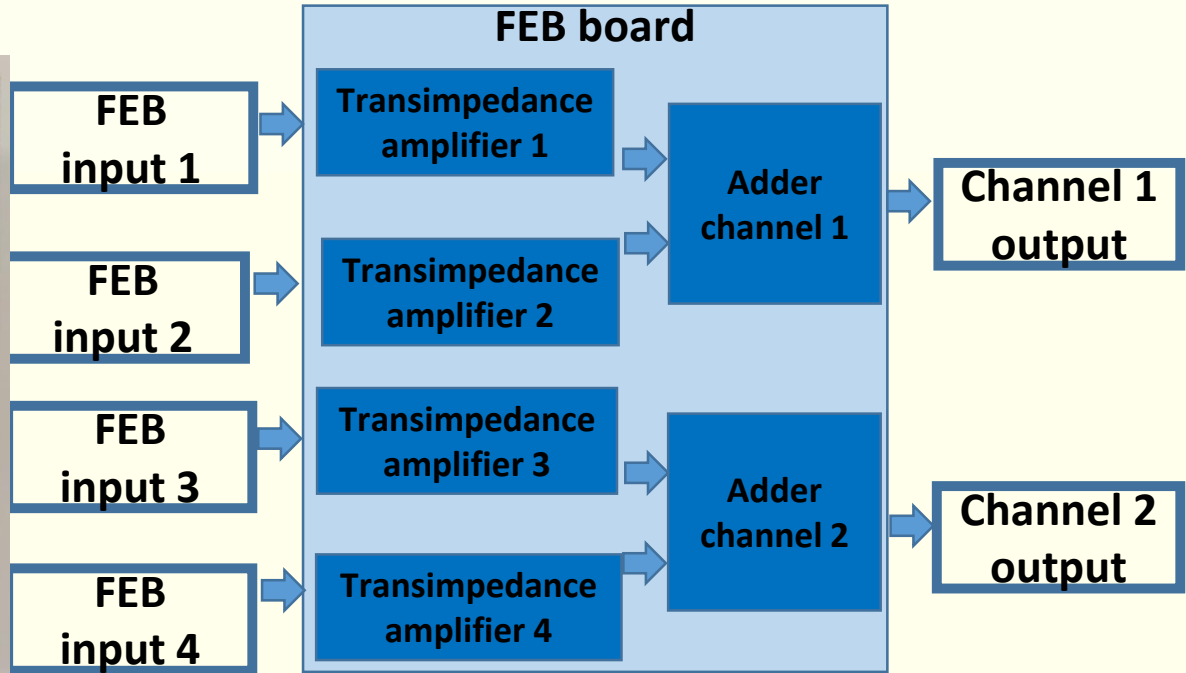 FEB board
FEB
input 1
Transimpedance
amplifier 1
Adder
channel 1
Channel 1
output
FEB
input 2
Transimpedance
amplifier 2
FEB
input 3
Transimpedance
amplifier 3
Adder
channel 2
Channel 2
output
FEB
input 4
Transimpedance
amplifier 4